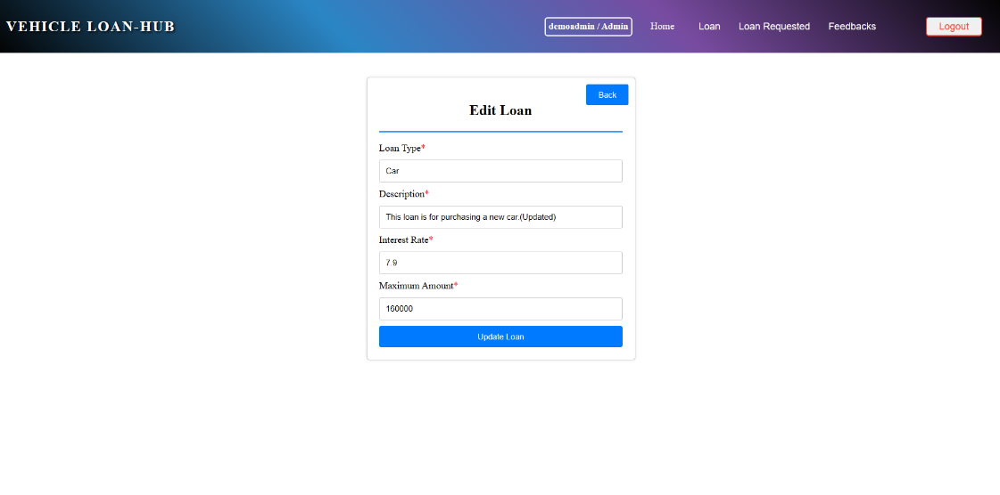 VEHICLE LOAN-HUB demoadmin / Admin Home Loan Loan Requested Feedbacks Logout
Back
Edit Loan
Loan Type*
Car
Description*
This loan is for purchasing a new car.(Updated)
Interest Rate*
7.9
Maximum Amount*
160000
Update Loan